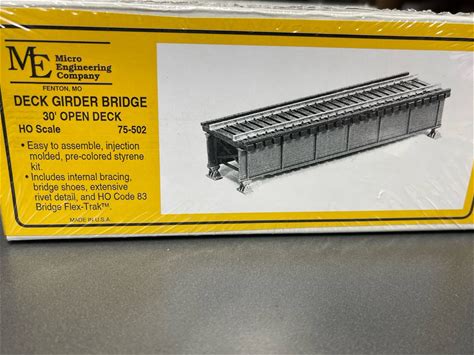 ME
Micro
Engineering
Company
FENTON, MO
DECK GIRDER BRIDGE
30' OPEN DECK
HO Scale 75-502
• Easy to assemble, injection
molded, pre-colored styrene
kit.
• Includes internal bracing,
bridge shoes, extensive
rivet detail, and HO Code 83
Bridge Flex-Trak™.
MADE IN U.S.A.